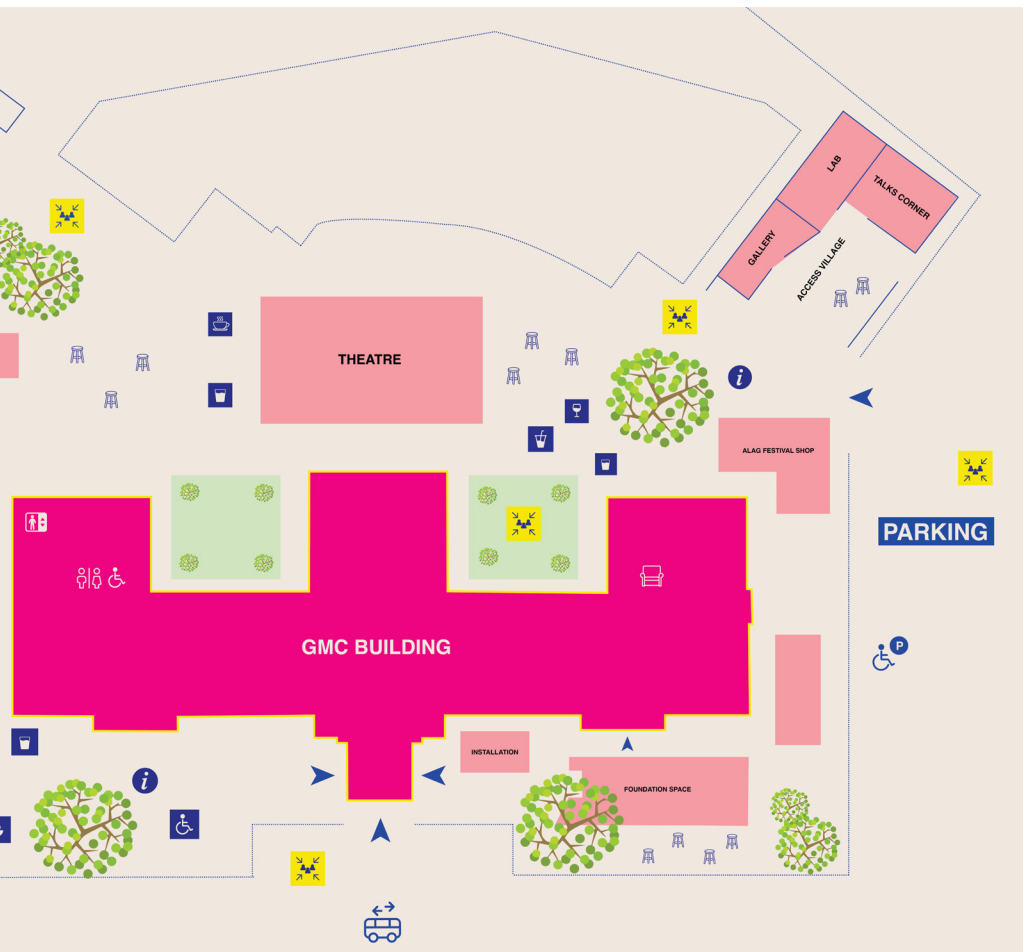 LAB
TALKS CORNER
GALLERY
ACCESS VILLAGE
THEATRE
i
ALAG FESTIVAL SHOP
PARKING
GMC BUILDING
P
INSTALLATION
i
FOUNDATION SPACE